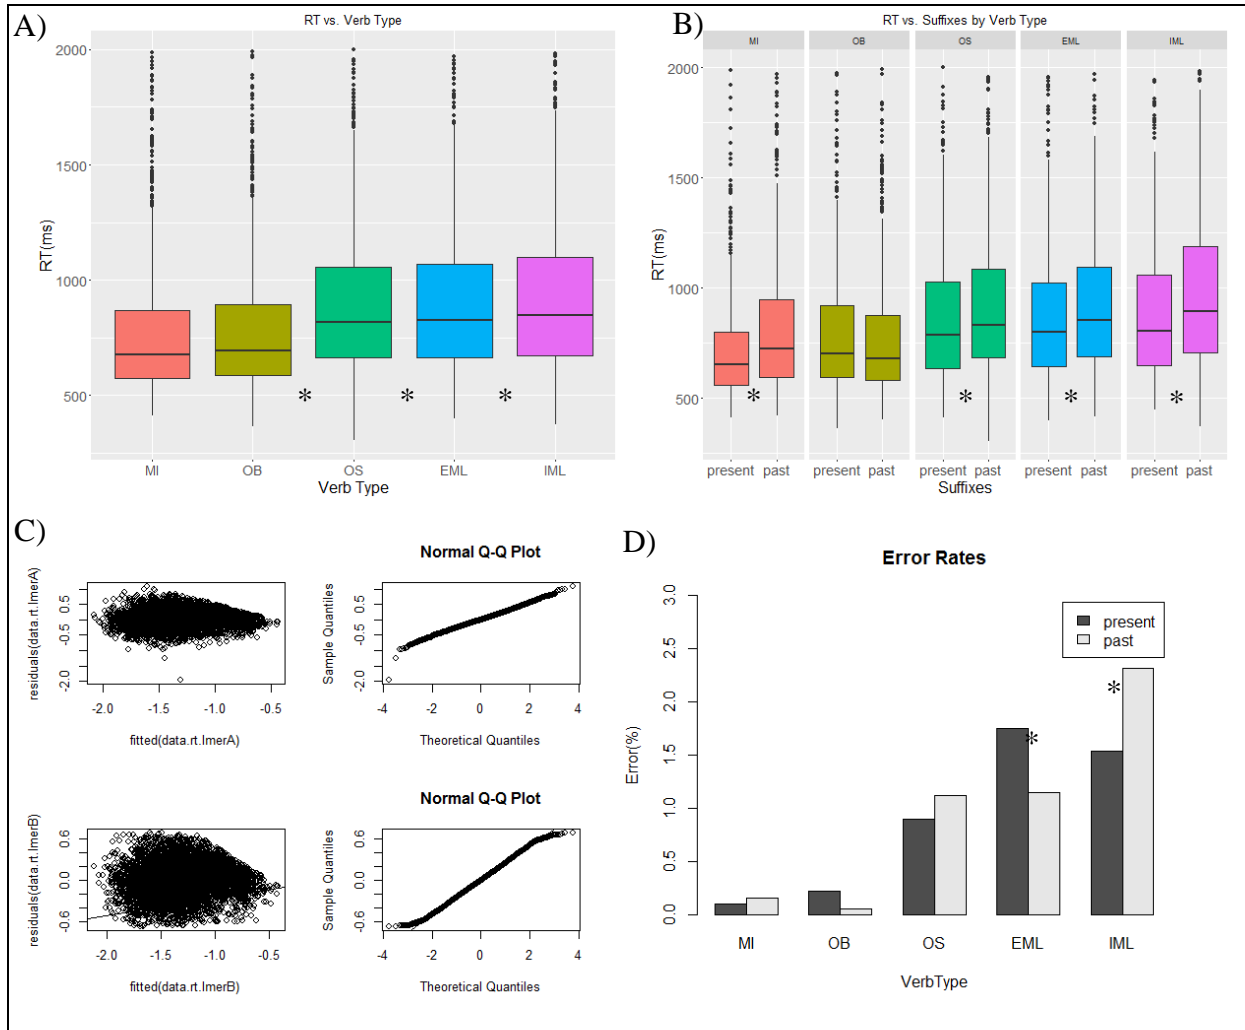 A)
RT vs. Verb Type
2000
1500
1000
500
RT(ms)
MI OB OS EML IML
Verb Type
* * *
B)
RT vs. Suffixes by Verb Type
MI OB OS EML IML
2000
1500
1000
500
RT(ms)
* * * *
present past present past present past present past present past
Suffixes
C)
residuals(data.rt.lmerA)
0.5
-0.5
-2.0
-2.0 -1.5 -1.0 -0.5
fitted(data.rt.lmerA)
Normal Q-Q Plot
Sample Quantiles
0.5
-0.5
-2.0
-4 -2 0 2 4
Theoretical Quantiles
residuals(data.rt.lmerB)
0.6
0.0
-0.6
-2.0 -1.5 -1.0 -0.5
fitted(data.rt.lmerB)
Normal Q-Q Plot
Sample Quantiles
0.6
0.0
-0.6
-4 -2 0 2 4
Theoretical Quantiles
D)
Error Rates
3.0
2.5
2.0
1.5
1.0
0.5
0.0
Error(%)
present
past
* *
MI OB OS EML IML
VerbType